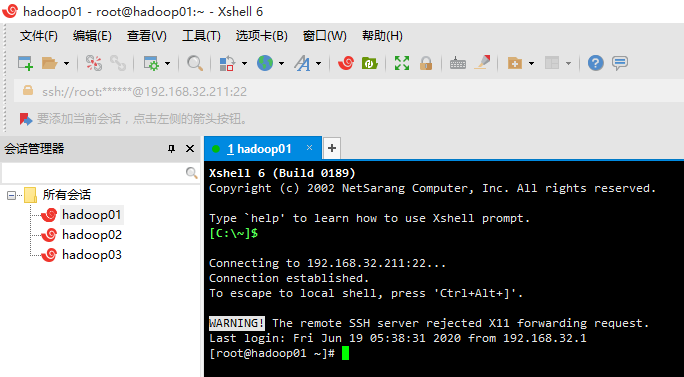 hadoop01 - root@hadoop01:~ - Xshell 6
文件(F) 编辑(E) 查看(V) 工具(T) 选项卡(B) 窗口(W) 帮助(H)
ssh://root:******@192.168.32.211:22
要添加当前会话，点击左侧的箭头按钮。
会话管理器
所有会话
hadoop01
hadoop02
hadoop03
1 hadoop01 × +
Xshell 6 (Build 0189)
Copyright (c) 2002 NetSarang Computer, Inc. All rights reserved.
Type `help' to learn how to use Xshell prompt.
[C:\~]$
Connecting to 192.168.32.211:22...
Connection established.
To escape to local shell, press 'Ctrl+Alt+]'.
WARNING! The remote SSH server rejected X11 forwarding request.
Last login: Fri Jun 19 05:38:31 2020 from 192.168.32.1
[root@hadoop01 ~]#